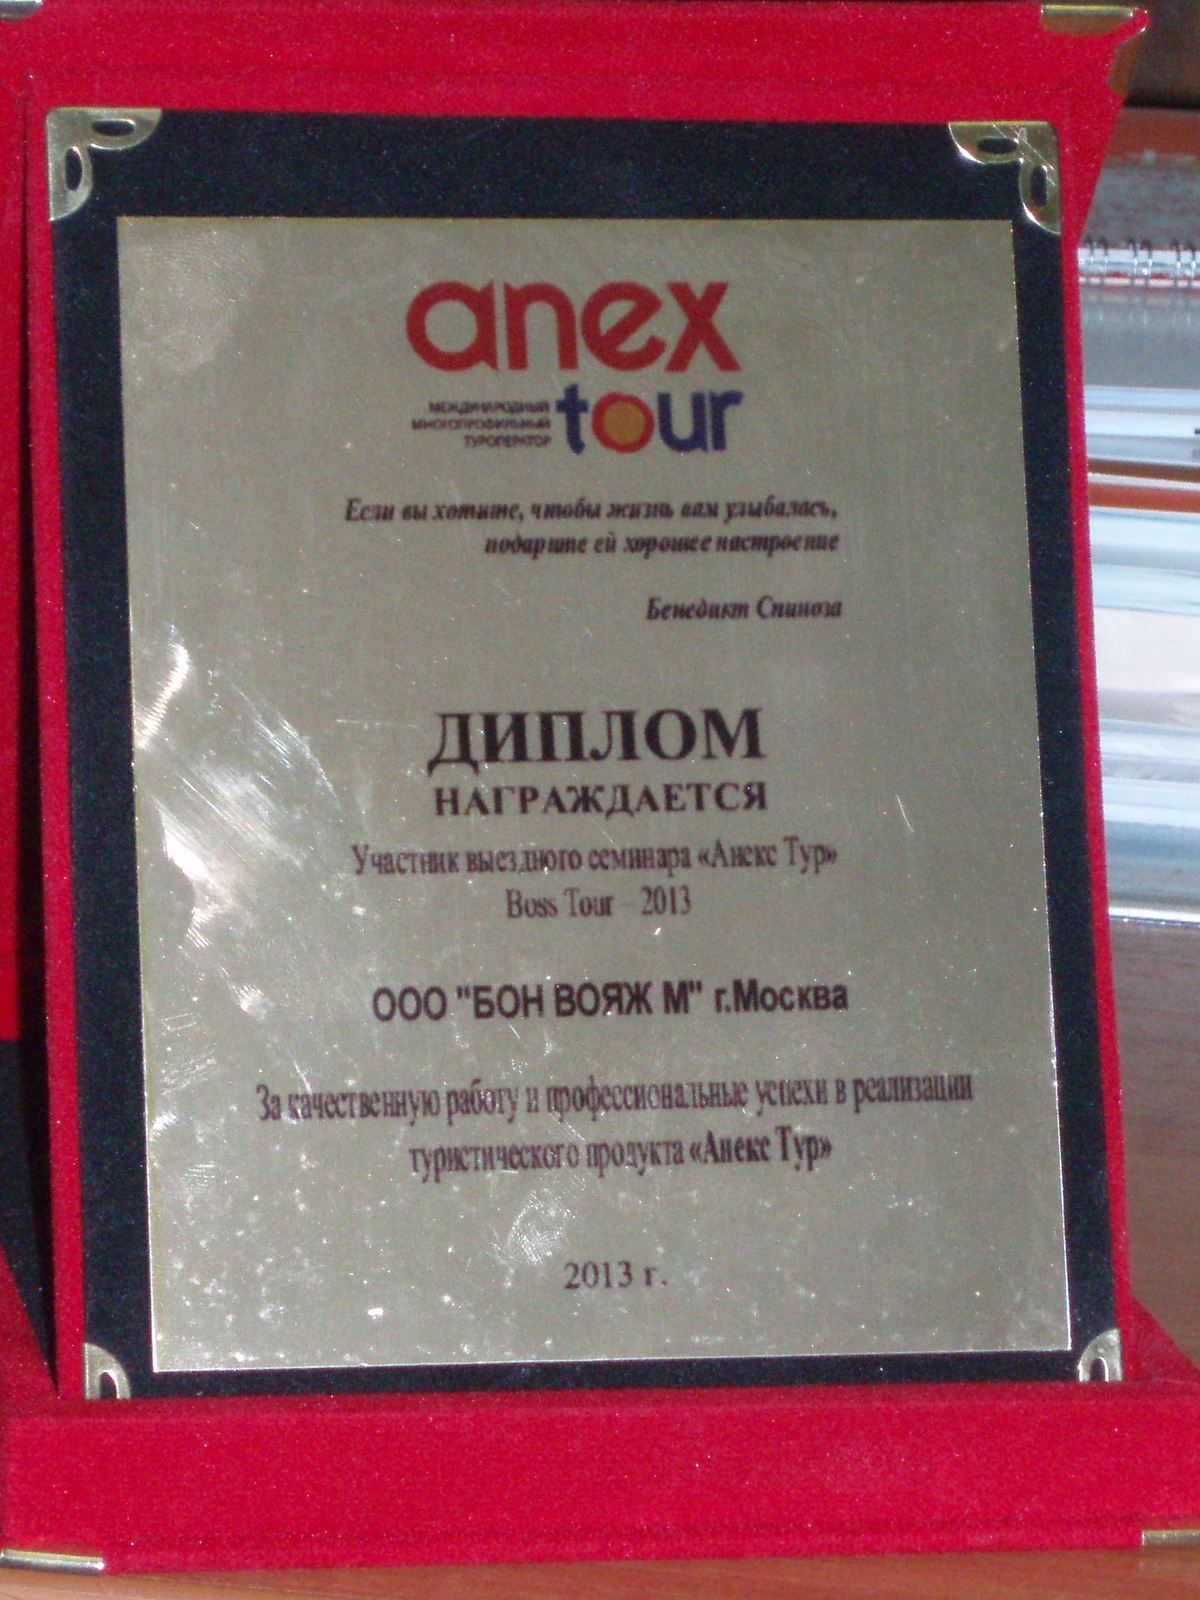 anex
tour
МЕЖДУНАРОДНЫЙ
МНОГОПРОФИЛЬНЫЙ
ТУРОПЕРАТОР
Если вы хотите, чтобы жизнь вам улыбалась,
подарите ей хорошее настроение
Бенедикт Спиноза
ДИПЛОМ
НАГРАЖДАЕТСЯ
Участник выездного семинара «Анекс Тур»
Boss Tour – 2013
ООО "БОН ВОЯЖ М" г.Москва
За качественную работу и профессиональные успехи в реализации
туристического продукта «Анекс Тур»
2013 г.